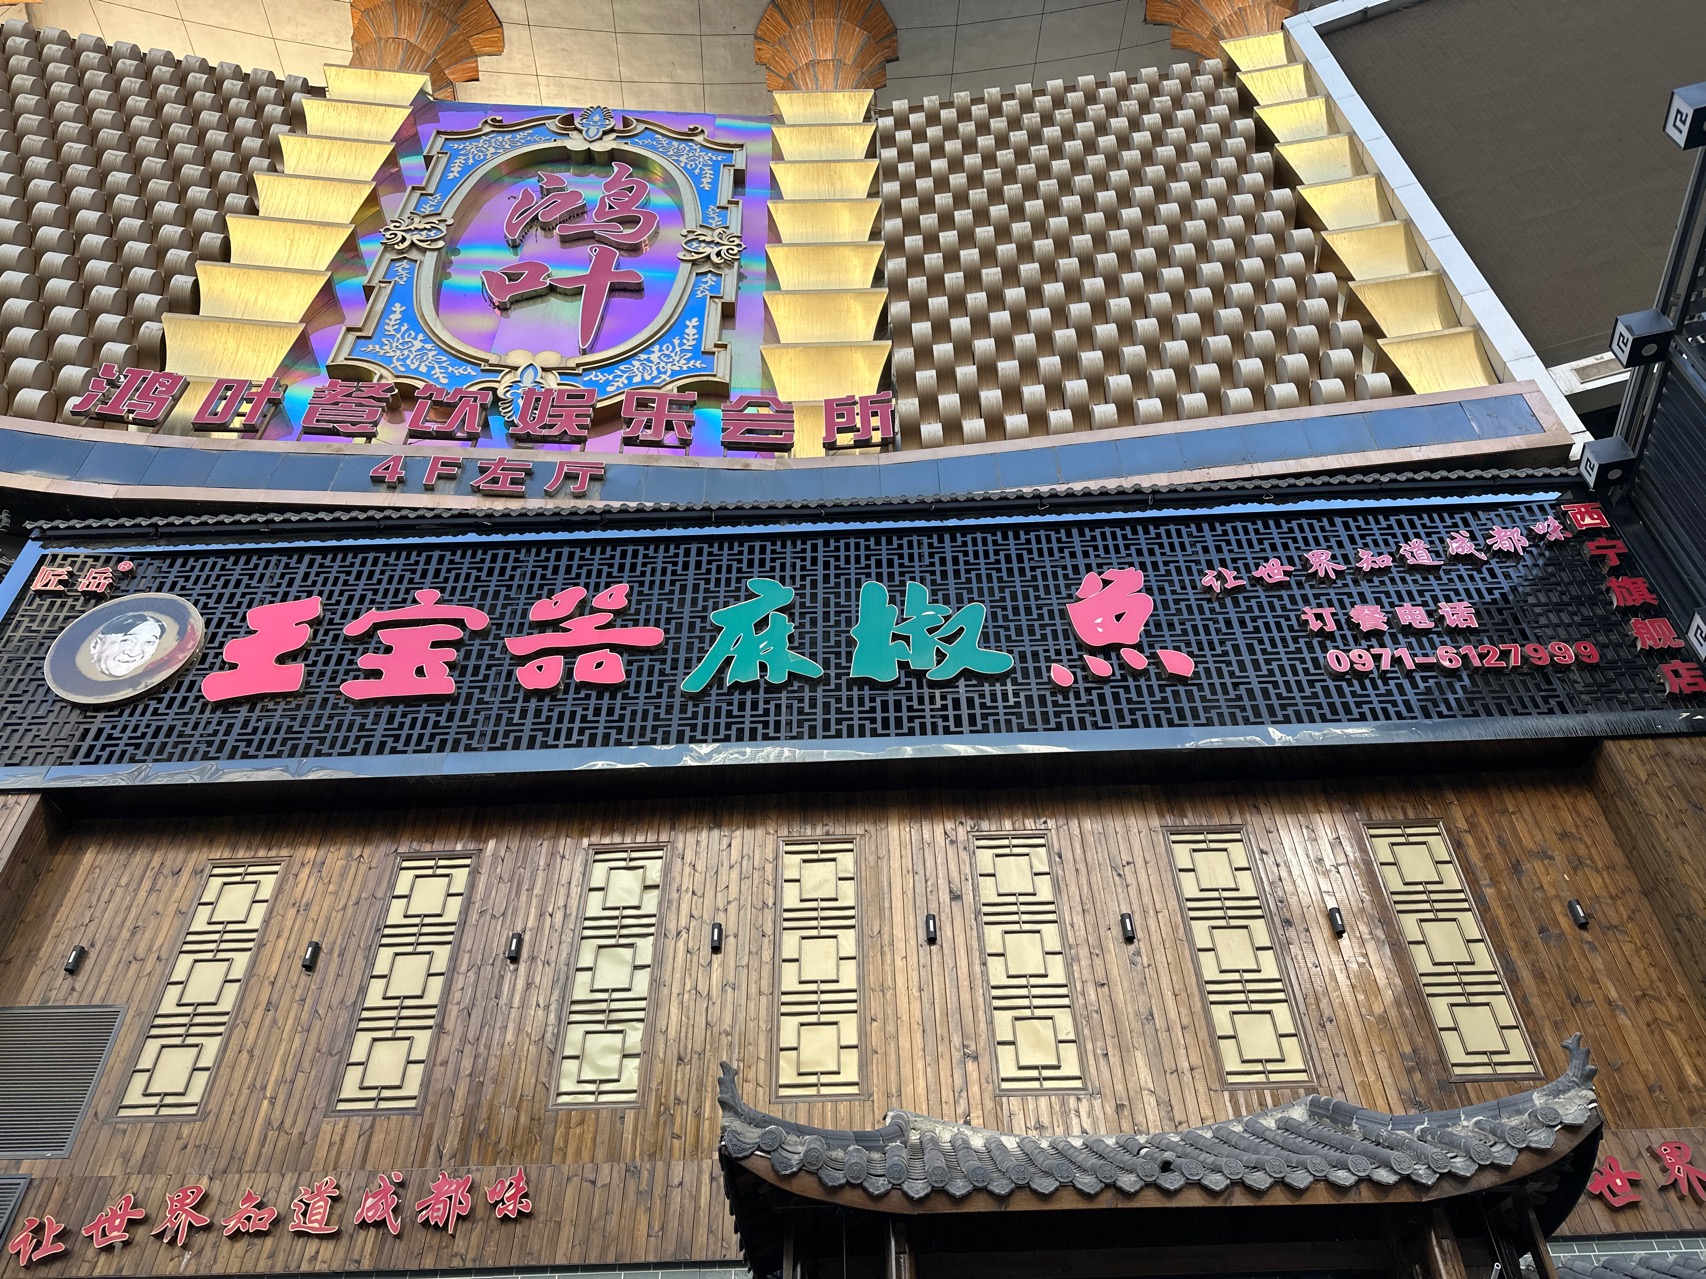 鸿
叶
鸿叶餐饮娱乐会所
4F左厅
匠岳®
王宝器麻椒鱼
让世界知道成都味
订餐电话
0971-6127999
西宁旗舰店
让世界知道成都味
世界